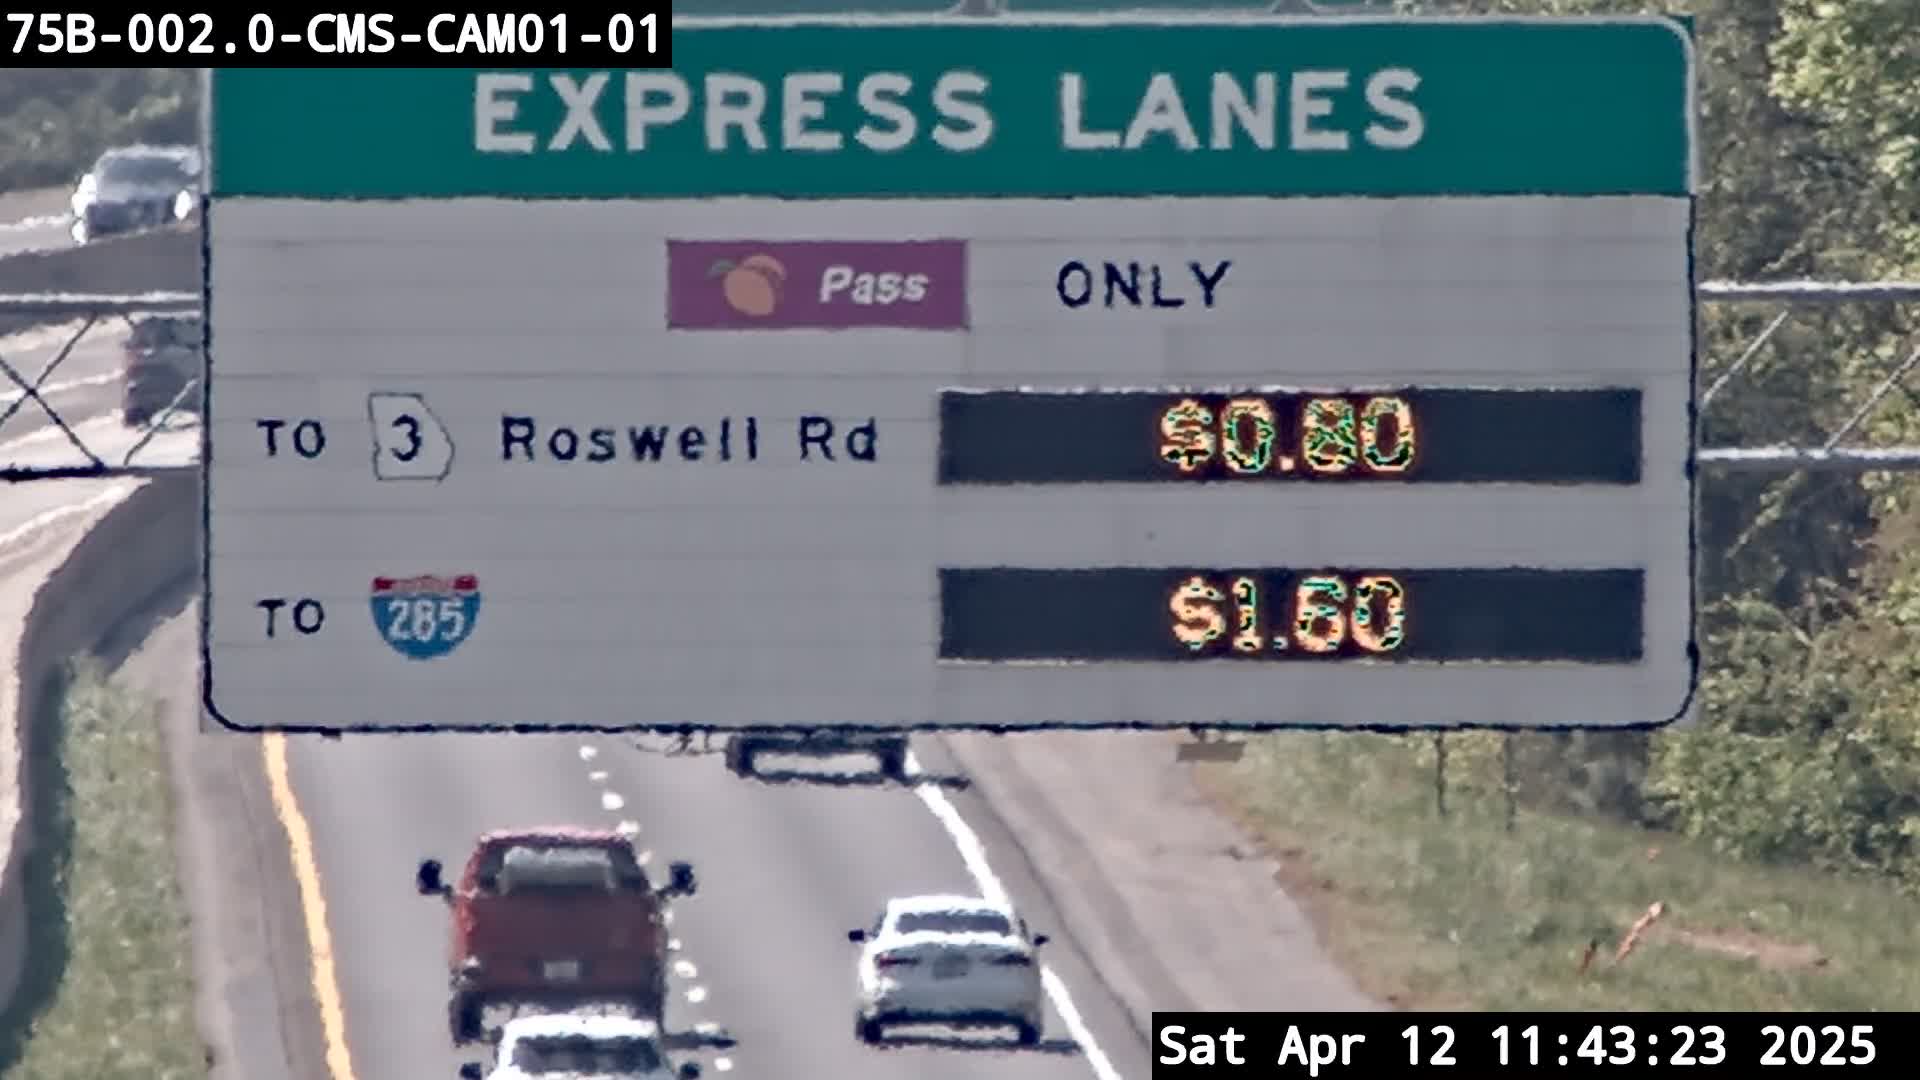 75B-002.0-CMS-CAM01-01
EXPRESS LANES
Pass ONLY
TO 3 Roswell Rd $0.80
TO 285 $1.60
Sat Apr 12 11:43:23 2025